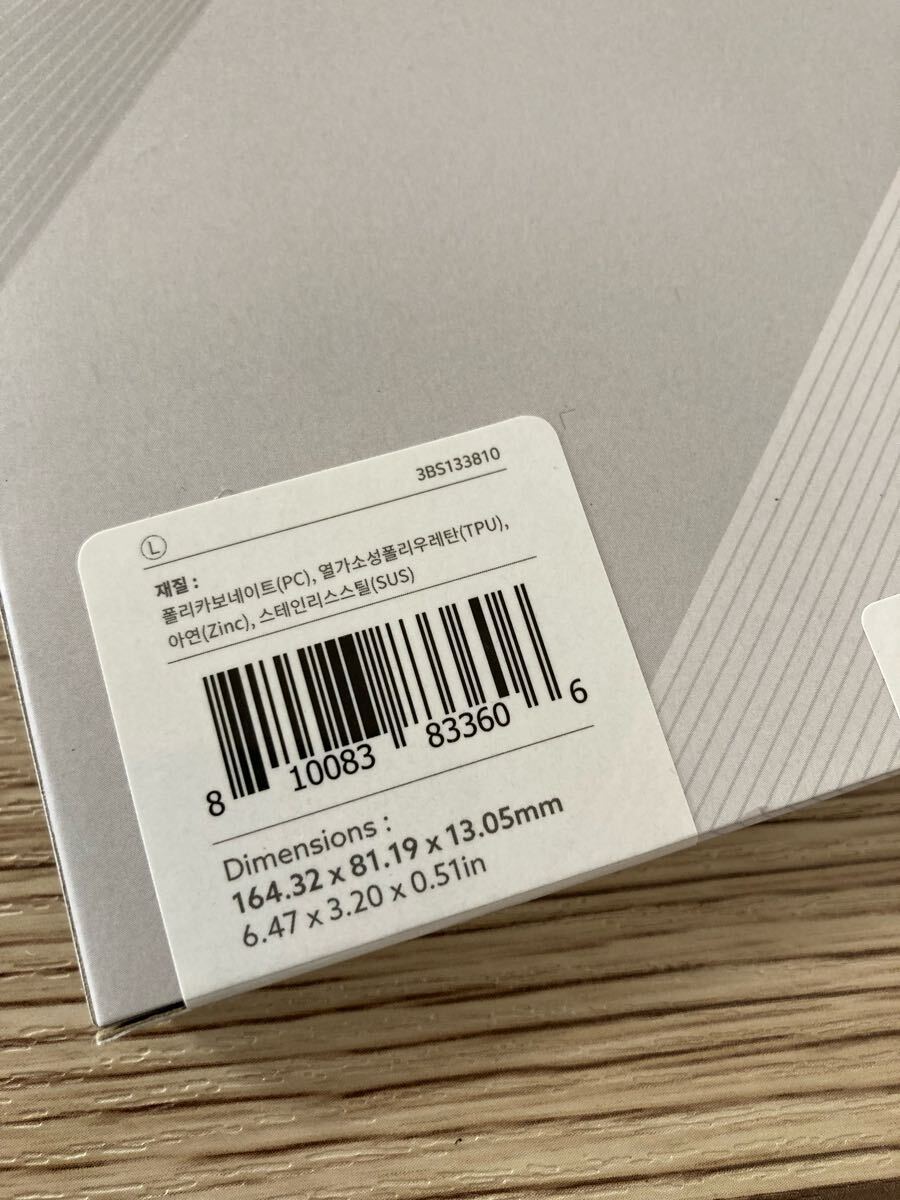 3BS133810
Ⓛ
재질 :
폴리카보네이트(PC), 열가소성폴리우레탄(TPU),
아연(Zinc), 스테인리스스틸(SUS)
8 10083 83360 6
Dimensions :
164.32 x 81.19 x 13.05mm
6.47 x 3.20 x 0.51in